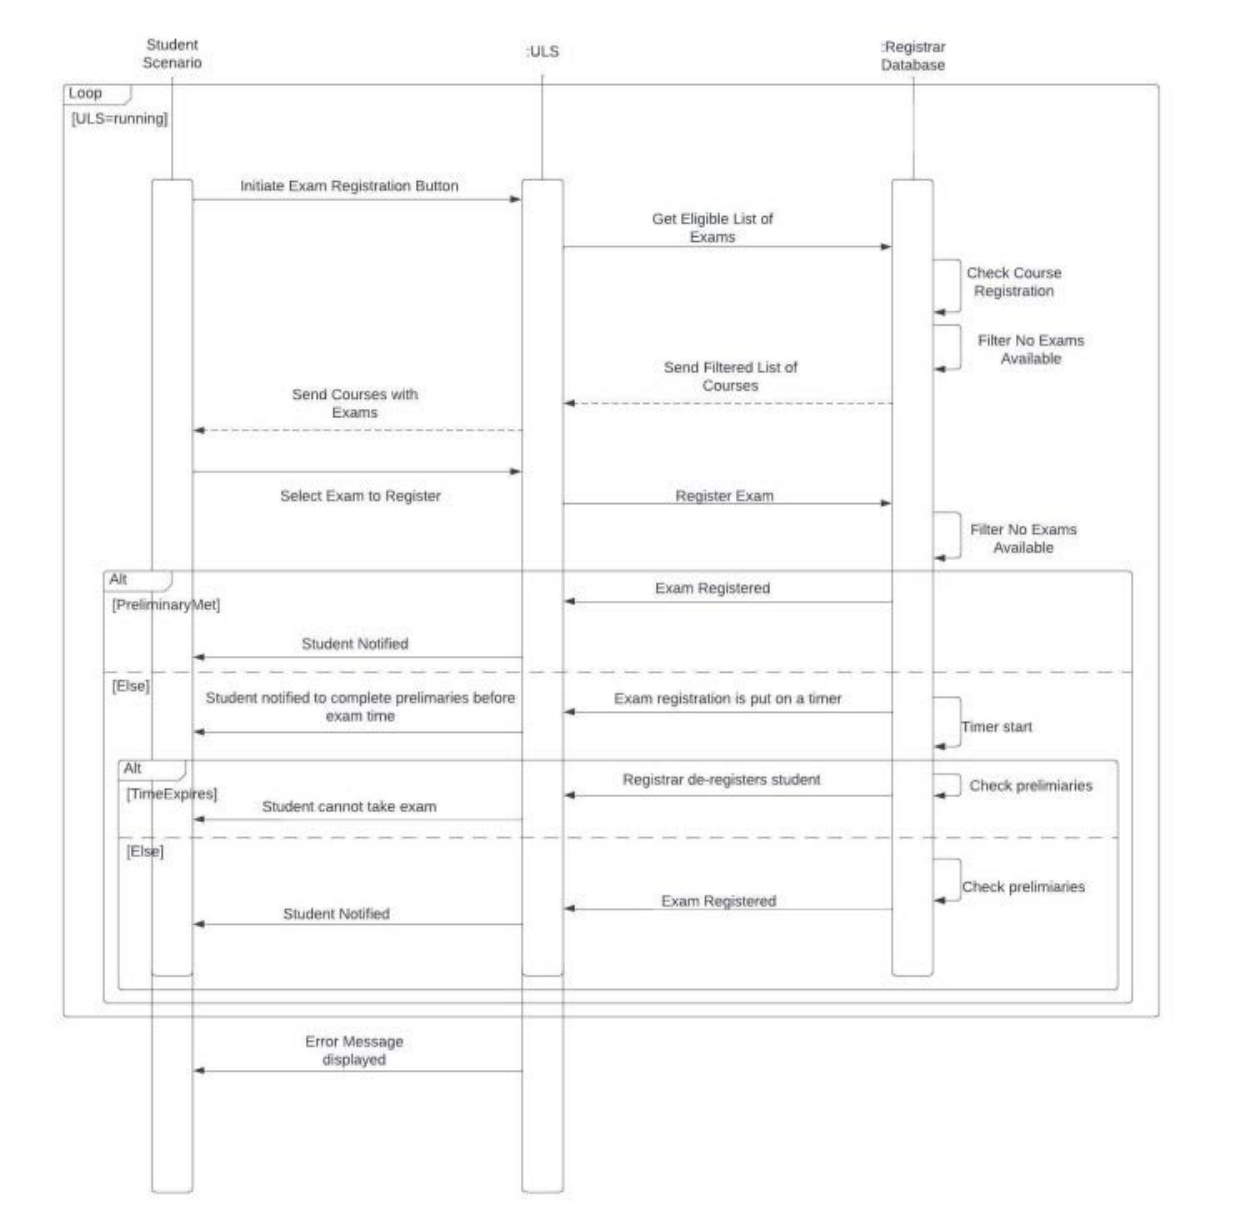 Student
Scenario
:ULS
:Registrar
Database
Loop
[ULS=running]
Initiate Exam Registration Button
Get Eligible List of
Exams
Check Course
Registration
Filter No Exams
Available
Send Filtered List of
Courses
Send Courses with
Exams
Select Exam to Register
Register Exam
Filter No Exams
Available
Alt
[PreliminaryMet]
Exam Registered
Student Notified
[Else]
Student notified to complete prelimaries before
exam time
Exam registration is put on a timer
Timer start
Alt
[TimeExpires]
Registrar de-registers student
Check prelimiaries
Student cannot take exam
[Else]
Check prelimiaries
Exam Registered
Student Notified
Error Message
displayed